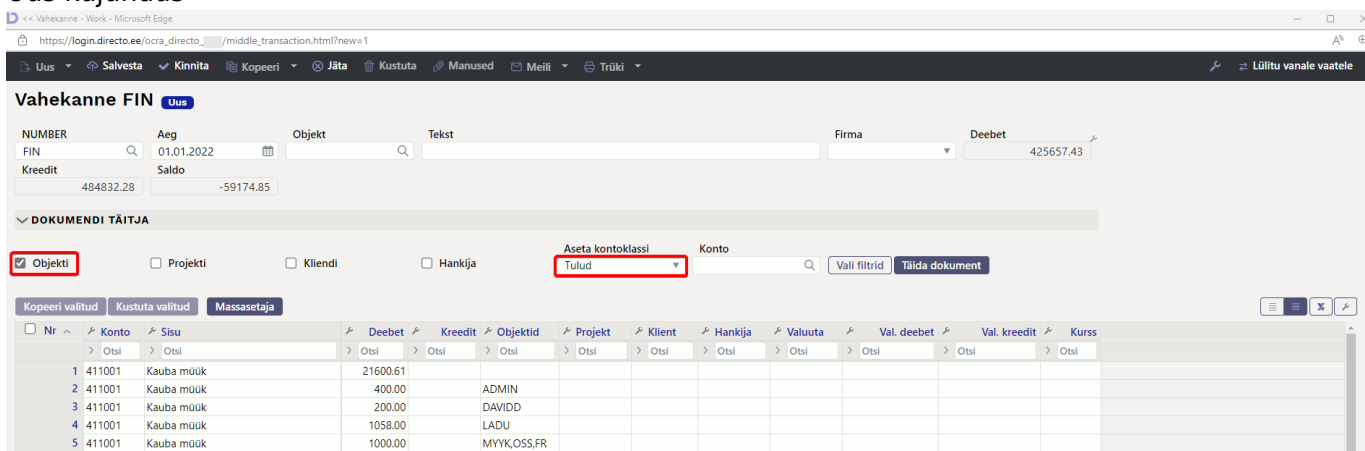 << Vahekanne - Work - Microsoft Edge
https://login.directo.ee/ocra_directo_ /middle_transaction.html?new=1
Uus Salvesta Kinnita Kopeeri Jäta Kustuta Manused Meili Trüki Lülitu vanale vaatele
Vahekanne FIN Uus
NUMBER Aeg Objekt Tekst Firma Deebet
FIN 01.01.2022 425657.43
Kreedit Saldo
484832.28 -59174.85
DOKUMENDI TÄITJA
Aseta kontoklassi Konto
Objekti Projekti Kliendi Hankija Tulud Vali filtrid Täida dokument
Kopeeri valitud Kustuta valitud Massasetaja
Nr Konto Sisu Deebet Kreedit Objektid Projekt Klient Hankija Valuuta Val. deebet Val. kreedit Kurss
> Otsi > Otsi > Otsi > Otsi > Otsi > Otsi > Otsi > Otsi > Otsi > Otsi > Otsi > Otsi
1 411001 Kauba müük 21600.61
2 411001 Kauba müük 400.00 ADMIN
3 411001 Kauba müük 200.00 DAVIDD
4 411001 Kauba müük 1058.00 LADU
5 411001 Kauba müük 1000.00 MYYK,OSS,FR